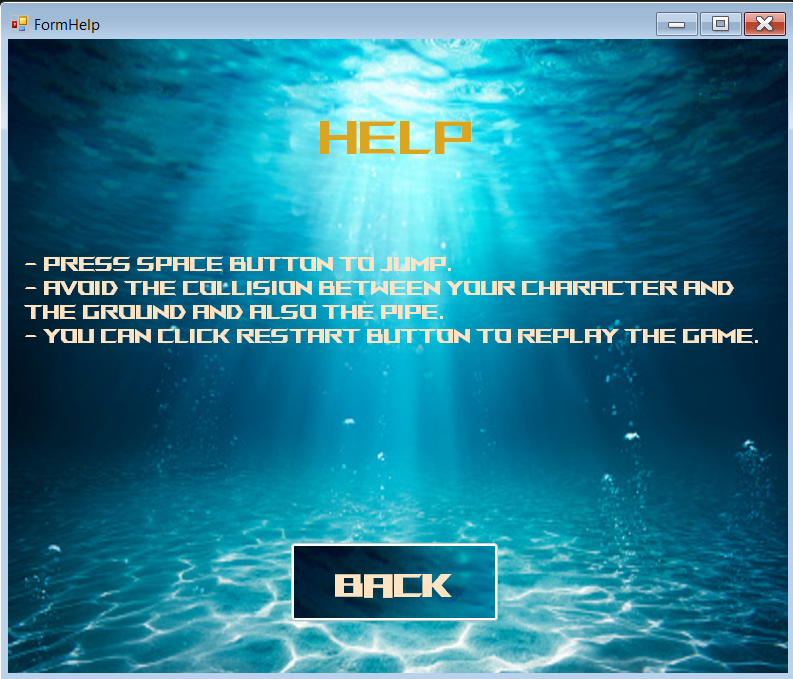 FormHelp
HELP
- PRESS SPACE BUTTON TO JUMP.
- AVOID THE COLLISION BETWEEN YOUR CHARACTER AND
THE GROUND AND ALSO THE PIPE.
- YOU CAN CLICK RESTART BUTTON TO REPLAY THE GAME.
BACK